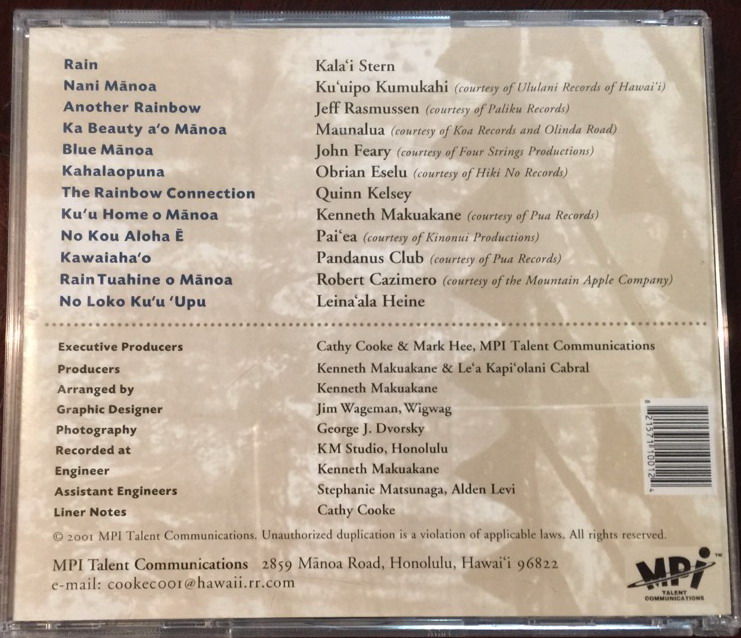 Rain Kala‘i Stern
Nani Mānoa Ku‘uipo Kumukahi (courtesy of Ululani Records of Hawai‘i)
Another Rainbow Jeff Rasmussen (courtesy of Paliku Records)
Ka Beauty a‘o Mānoa Maunalua (courtesy of Koa Records and Olinda Road)
Blue Mānoa John Feary (courtesy of Four Strings Productions)
Kahalaopuna Obrian Eselu (courtesy of Hiki No Records)
The Rainbow Connection Quinn Kelsey
Ku‘u Home o Mānoa Kenneth Makuakane (courtesy of Pua Records)
No Kou Aloha Ē Pai‘ea (courtesy of Kinonui Productions)
Kawaiaha‘o Pandanus Club (courtesy of Pua Records)
Rain Tuahine o Mānoa Robert Cazimero (courtesy of the Mountain Apple Company)
No Loko Ku‘u ‘Upu Leina‘ala Heine
Executive Producers Cathy Cooke & Mark Hee, MPI Talent Communications
Producers Kenneth Makuakane & Le‘a Kapi‘olani Cabral
Arranged by Kenneth Makuakane
Graphic Designer Jim Wageman, Wigwag
Photography George J. Dvorsky
Recorded at KM Studio, Honolulu
Engineer Kenneth Makuakane
Assistant Engineers Stephanie Matsunaga, Alden Levi
Liner Notes Cathy Cooke
8 21571 10012 4
© 2001 MPI Talent Communications. Unauthorized duplication is a violation of applicable laws. All rights reserved.
MPI Talent Communications 2859 Mānoa Road, Honolulu, Hawai‘i 96822
e-mail: cookec001@hawaii.rr.com
MPi ™
TALENT
COMMUNICATIONS